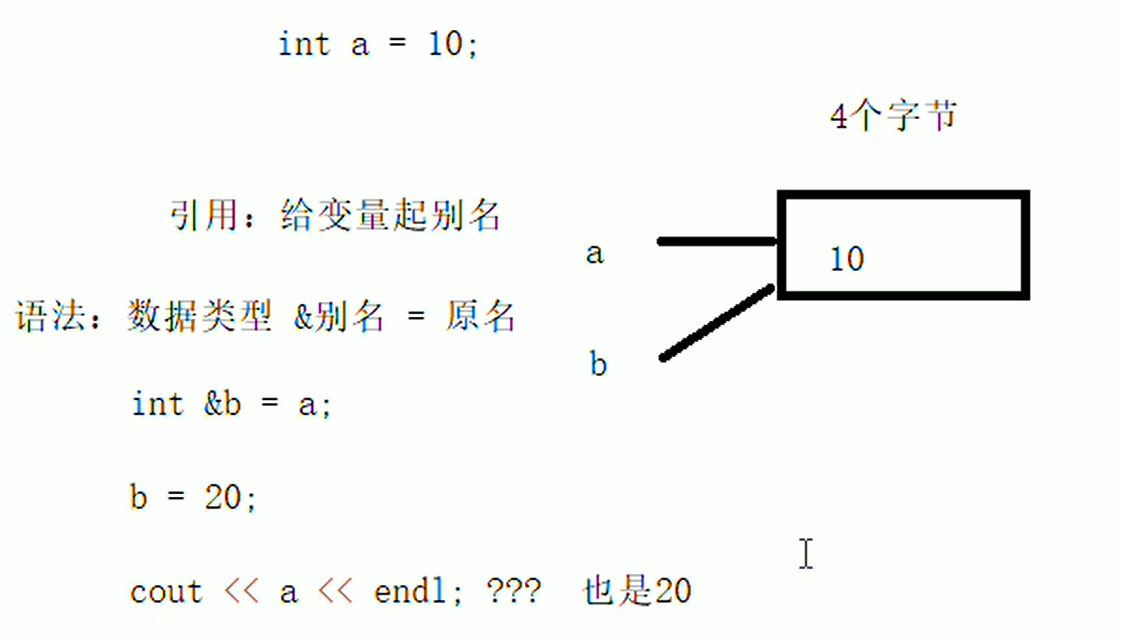 int a = 10;
4个字节
引用：给变量起别名
a
10
语法：数据类型 &别名 = 原名
b
int &b = a;
b = 20;
cout << a << endl; ??? 也是20